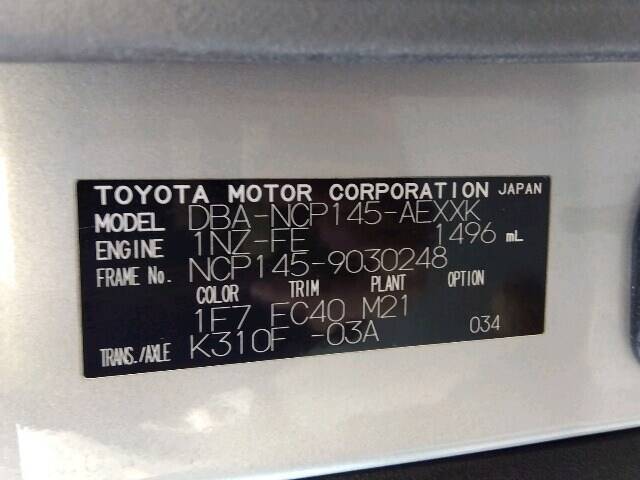 TOYOTA MOTOR CORPORATION JAPAN
MODEL DBA-NCP145-AEXXK
ENGINE 1NZ-FE 1496 mL
FRAME No. NCP145-9030248
COLOR TRIM PLANT OPTION
1F7 FC40 M21
TRANS./AXLE K310F -03A 034